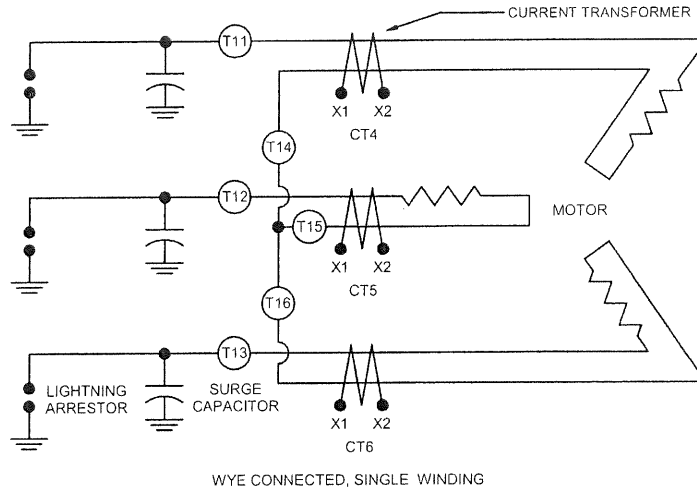 CURRENT TRANSFORMER
T11
X1 X2
CT4
T14
T12
T15
MOTOR
X1 X2
CT5
T16
T13
LIGHTNING
ARRESTOR
SURGE
CAPACITOR
X1 X2
CT6
WYE CONNECTED, SINGLE WINDING